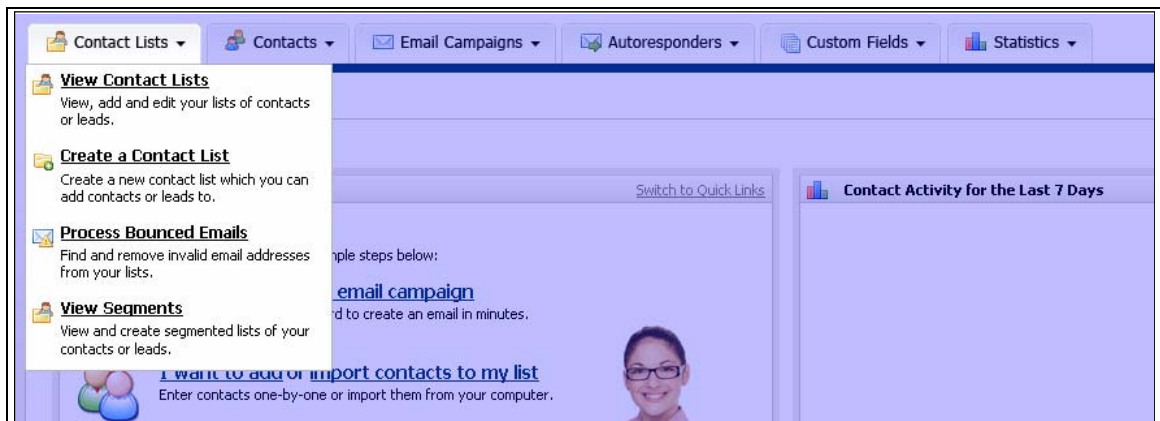 Contact Lists
Contacts
Email Campaigns
Autoresponders
Custom Fields
Statistics
View Contact Lists
View, add and edit your lists of contacts
or leads.
Create a Contact List
Create a new contact list which you can
add contacts or leads to.
Process Bounced Emails
Find and remove invalid email addresses
from your lists.
View Segments
View and create segmented lists of your
contacts or leads.
Switch to Quick Links
steps below:
email campaign
to create an email in minutes.
I want to add or import contacts to my list
Enter contacts one-by-one or import them from your computer.
Contact Activity for the Last 7 Days